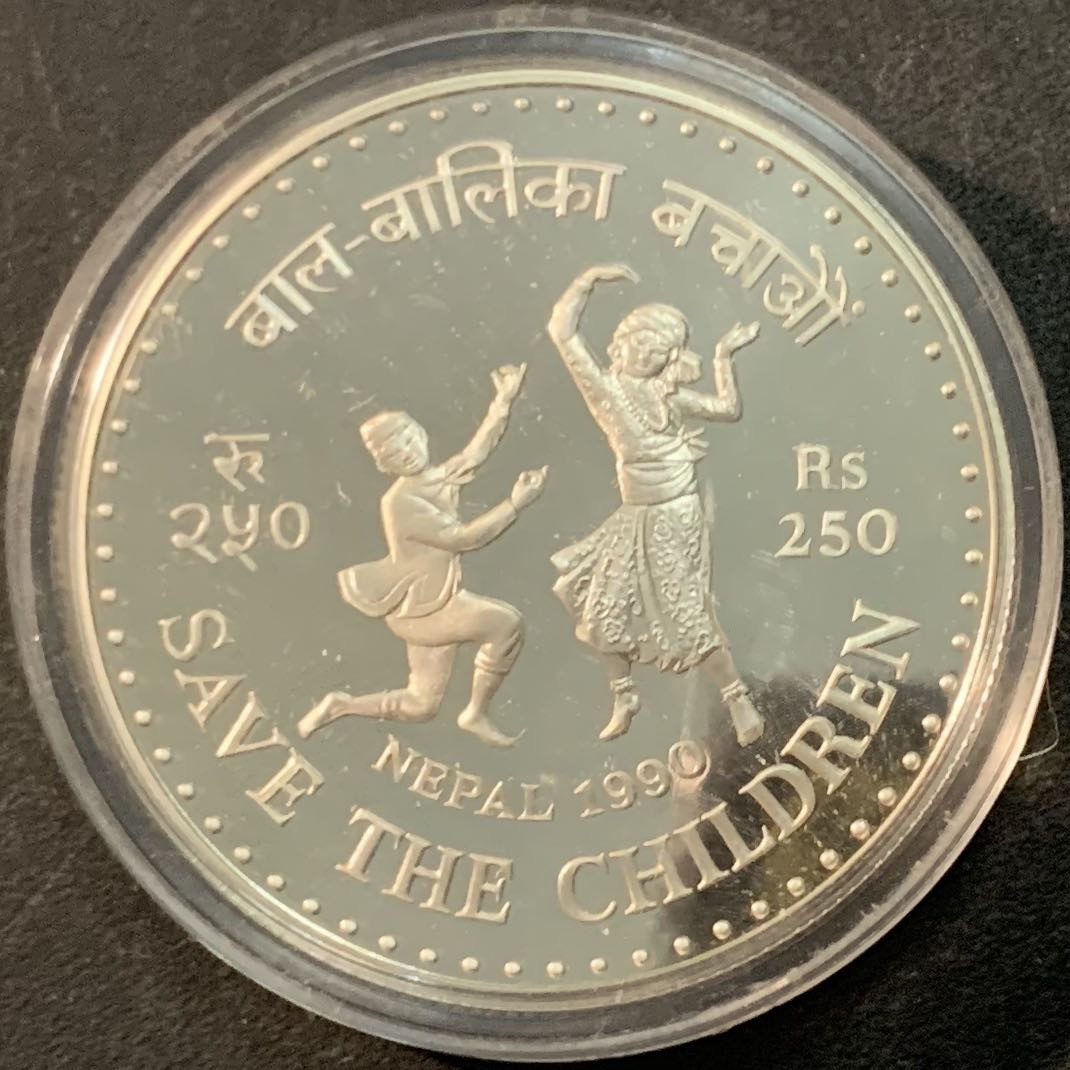 बाल-बालिका बचाओं
रू
२५०
Rs
250
NEPAL 1990
SAVE THE CHILDREN